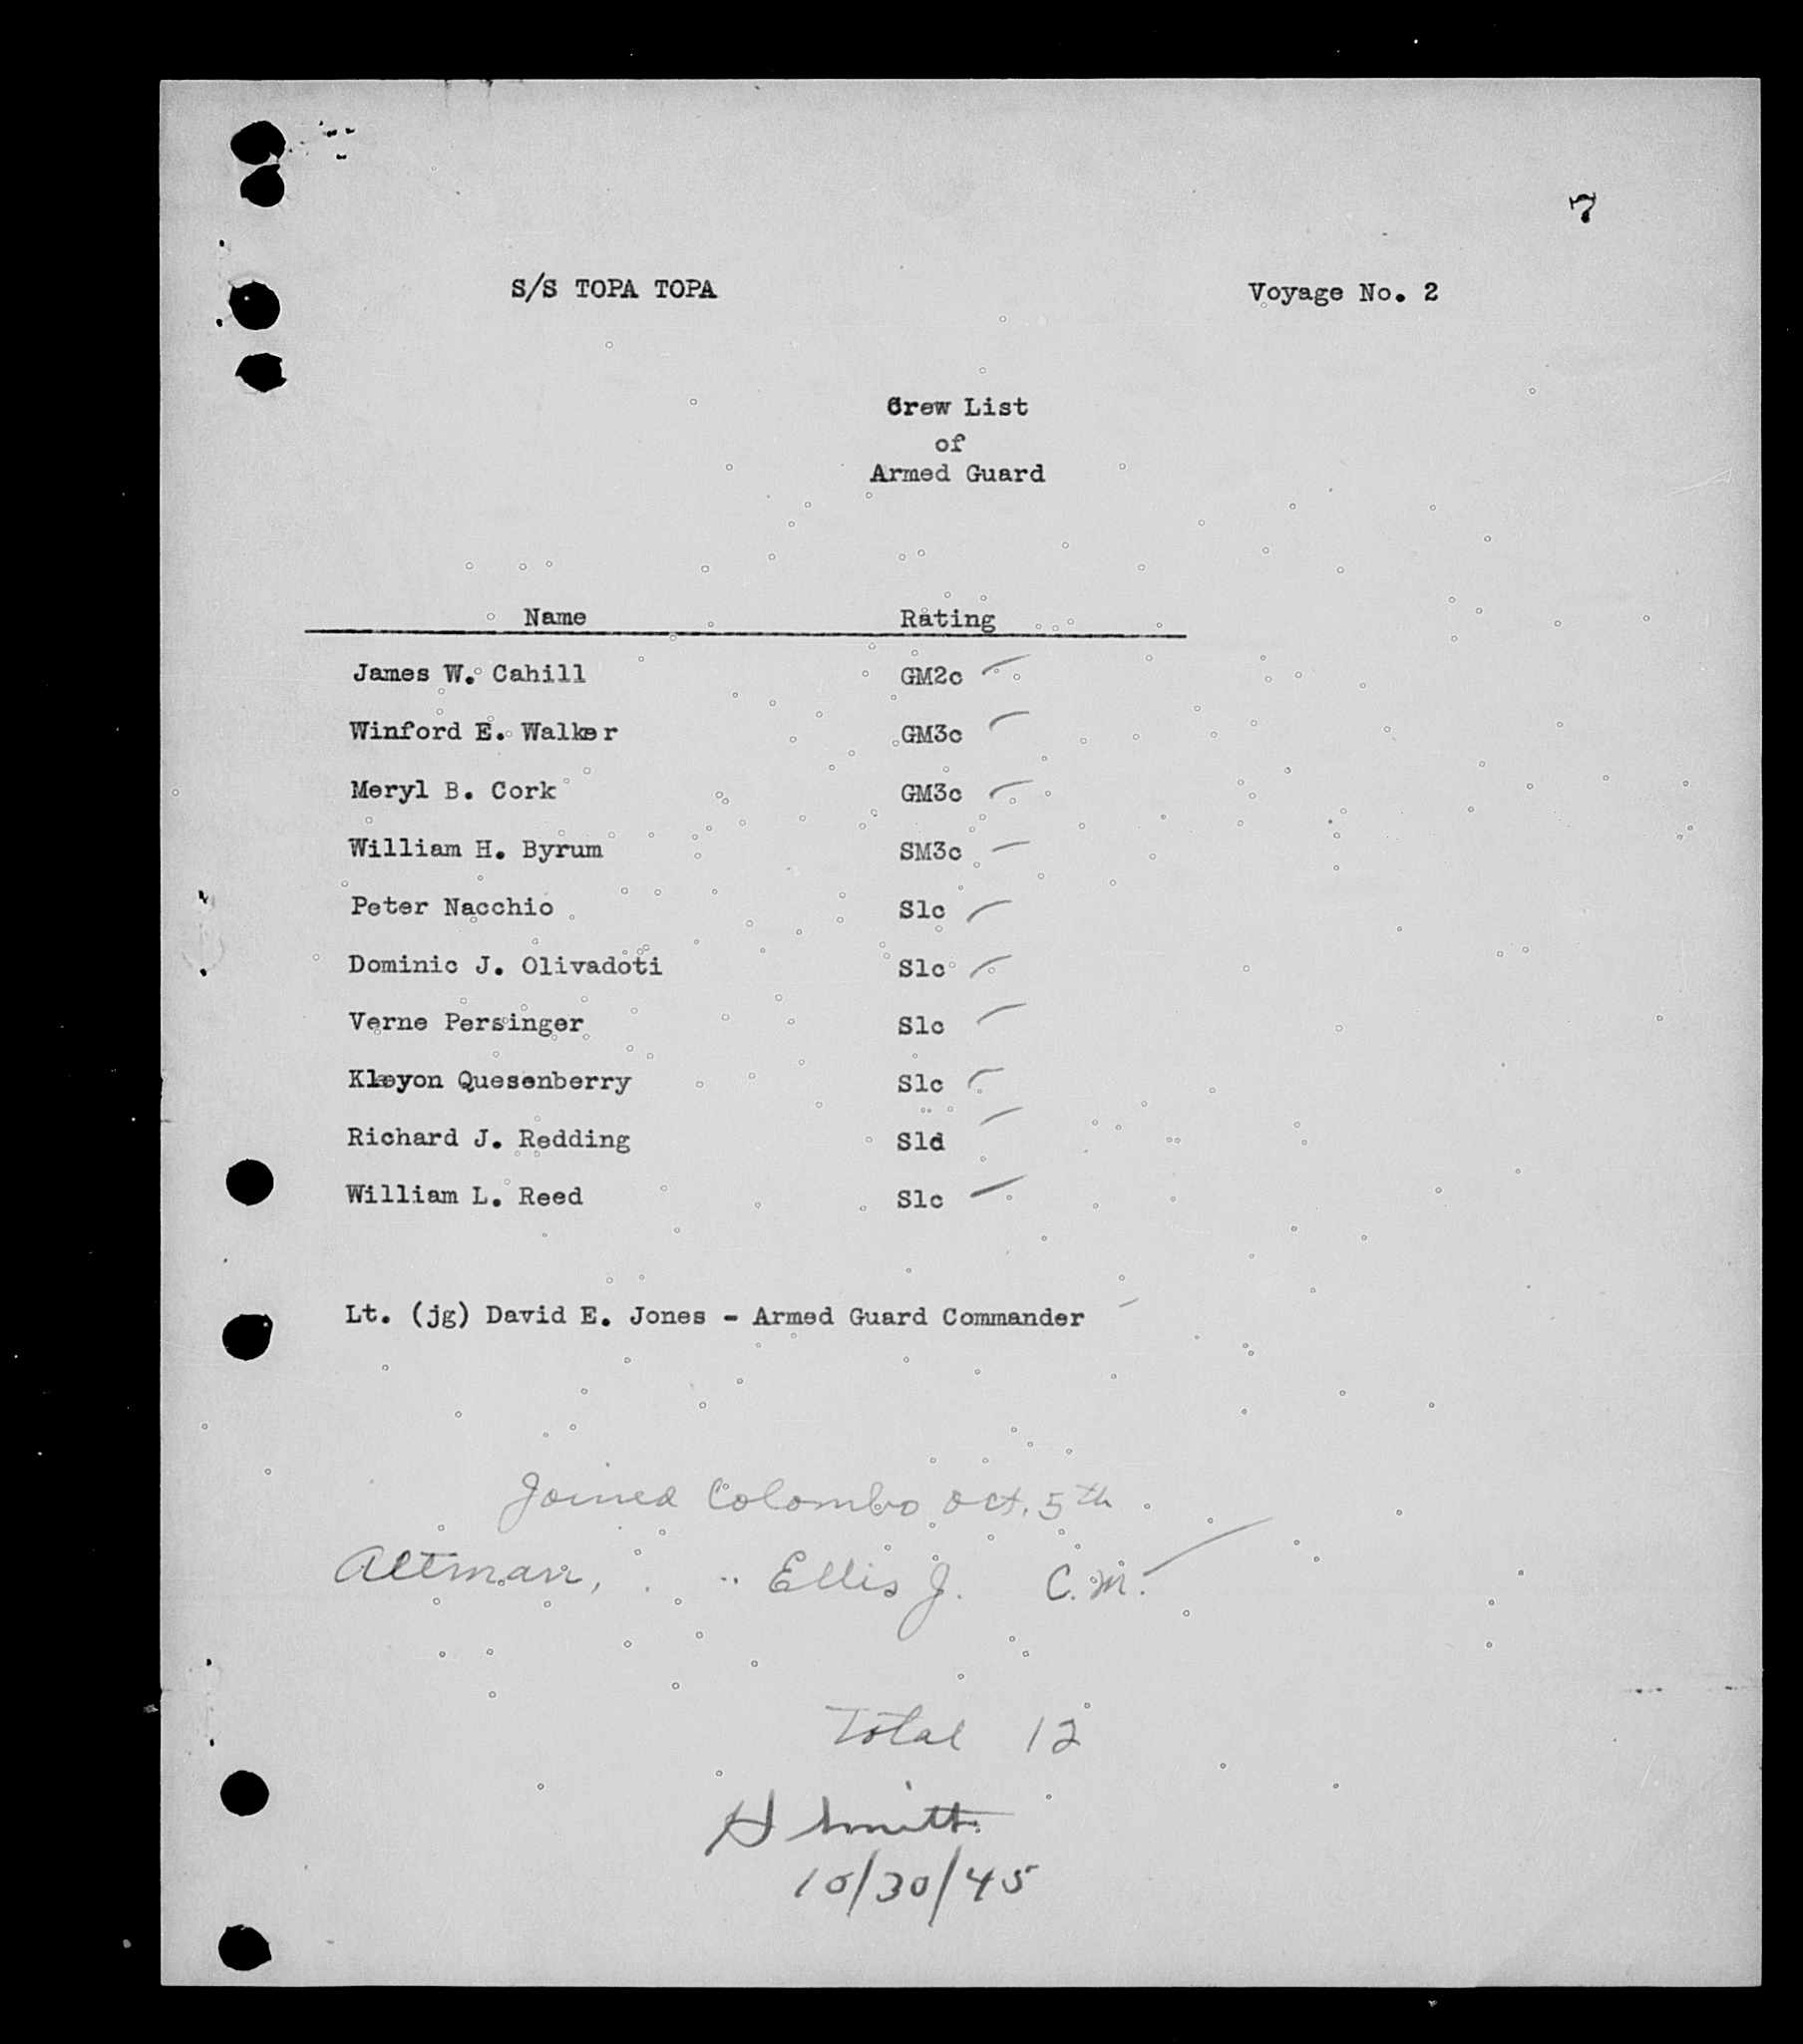 7
S/S TOPA TOPA Voyage No. 2
Crew List
of
Armed Guard
Name Rating
James W. Cahill GM2c
Winford E. Walker GM3c
Meryl B. Cork GM3c
William H. Byrum SM3c
Peter Nacchio S1c
Dominic J. Olivadoti S1c
Verne Persinger S1c
Kleyon Quesenberry S1c
Richard J. Redding S1d
William L. Reed S1c
Lt. (jg) David E. Jones - Armed Guard Commander
Joined Colombo Oct. 5th
Altman, Ellis J. C.M.
Total 12
H Smith
10/30/45